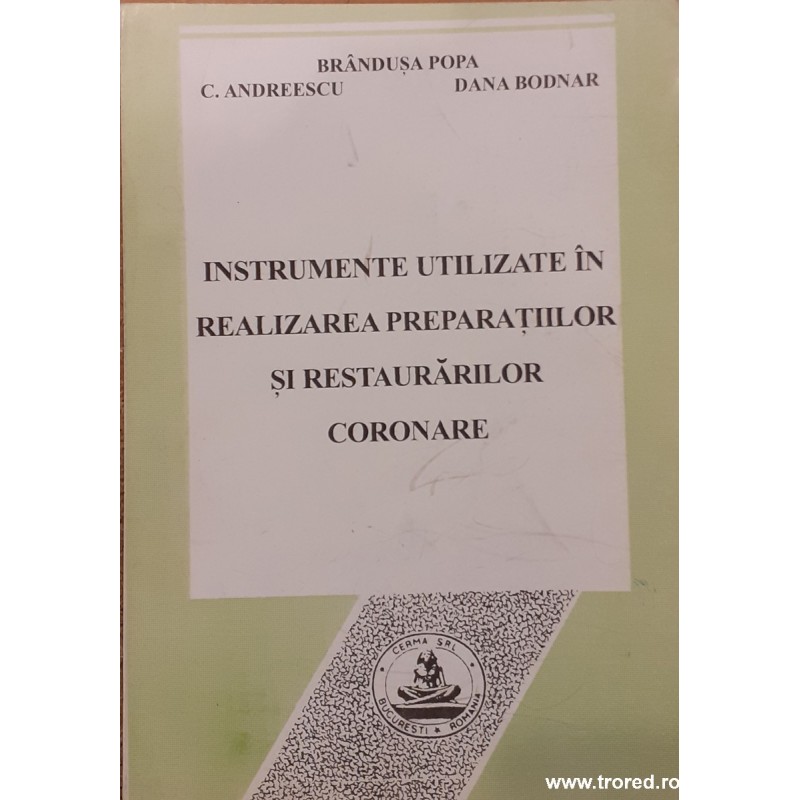 BRÂNDUȘA POPA
C. ANDREESCU DANA BODNAR
INSTRUMENTE UTILIZATE ÎN
REALIZAREA PREPARAȚIILOR
ȘI RESTAURĂRILOR
CORONARE
CERMA SRL
BUCUREȘTI * ROMANIA
www.trored.ro